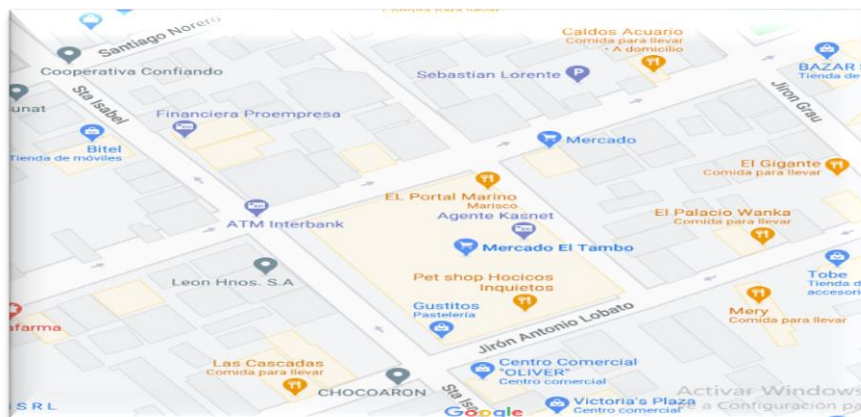 Santiago Norero
Cooperativa Confiando
unat
Sta Isabel
Financiera Proempresa
Bitel
Tienda de móviles
Caldos Acuario
Comida para llevar
· A domicilio
Sebastian Lorente
BAZAR
Tienda de
Jiron Grau
Mercado
El Gigante
Comida para llevar
EL Portal Marino
Marisco
Agente Kasnet
ATM Interbank
El Palacio Wanka
Comida para llevar
Mercado El Tambo
Leon Hnos. S.A
Pet shop Hocicos
Inquietos
Tobe
Tienda d
accesori
Gustitos
Pastelería
Mery
Comida para llevar
afarma
Jirón Antonio Lobato
Las Cascadas
Comida para llevar
CHOCOARON
Centro Comercial
"OLIVER"
Centro comercial
Sta Is
SRL
Google
Victoria's Plaza
Centro comercial
Activar Windows
a Configuración pa